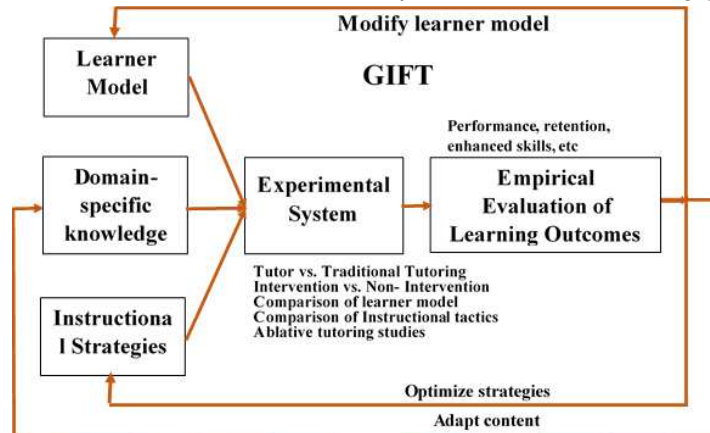 Modify learner model
Learner
Model
GIFT
Performance, retention,
enhanced skills, etc
Domain-
specific
knowledge
Experimental
System
Empirical
Evaluation of
Learning Outcomes
Tutor vs. Traditional Tutoring
Intervention vs. Non- Intervention
Comparison of learner model
Comparison of Instructional tactics
Ablative tutoring studies
Instructiona
l Strategies
Optimize strategies
Adapt content